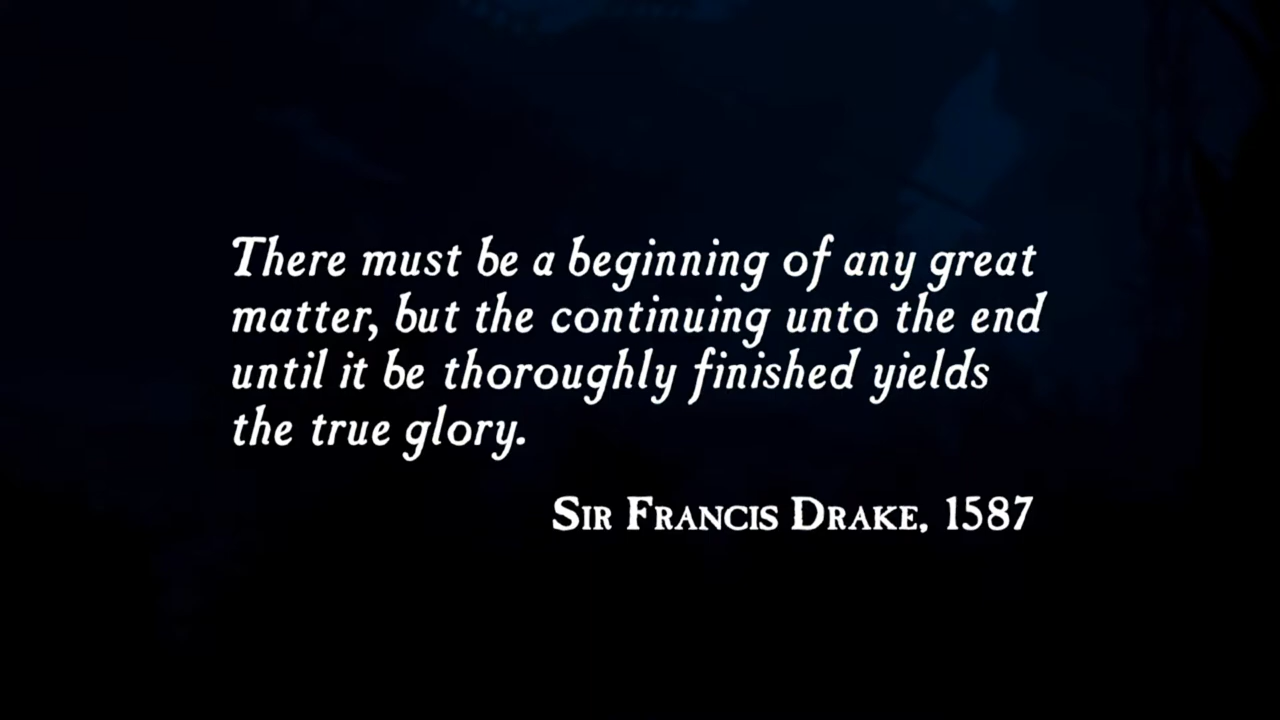 There must be a beginning of any great
matter, but the continuing unto the end
until it be thoroughly finished yields
the true glory.
Sir Francis Drake, 1587